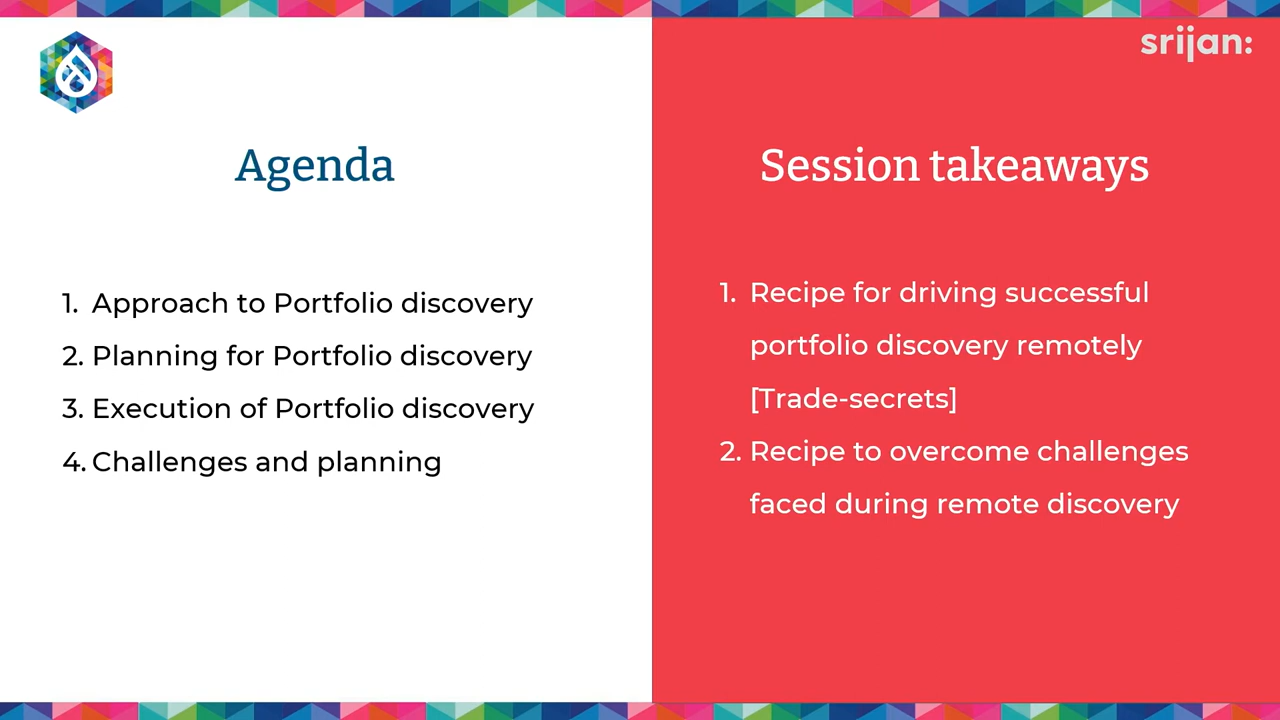 srijan:
Agenda
1. Approach to Portfolio discovery
2. Planning for Portfolio discovery
3. Execution of Portfolio discovery
4. Challenges and planning
Session takeaways
1. Recipe for driving successful
portfolio discovery remotely
[Trade-secrets]
2. Recipe to overcome challenges
faced during remote discovery